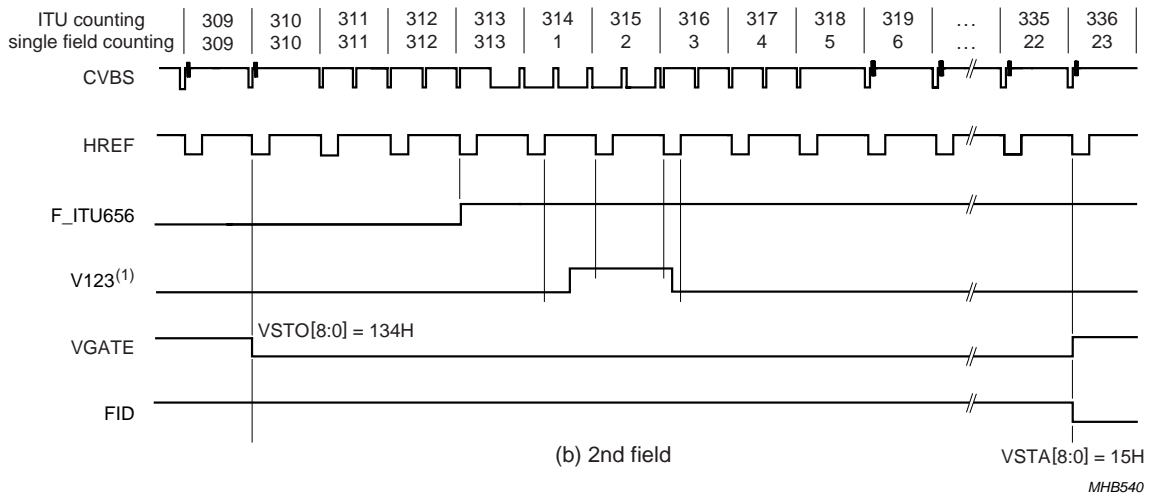 ITU counting 309 310 311 312 313 314 315 316 317 318 319 ... 335 336
single field counting 309 310 311 312 313 1 2 3 4 5 6 ... 22 23
CVBS
HREF
F_ITU656
V123(1)
VSTO[8:0] = 134H
VGATE
FID
(b) 2nd field
VSTA[8:0] = 15H
MHB540